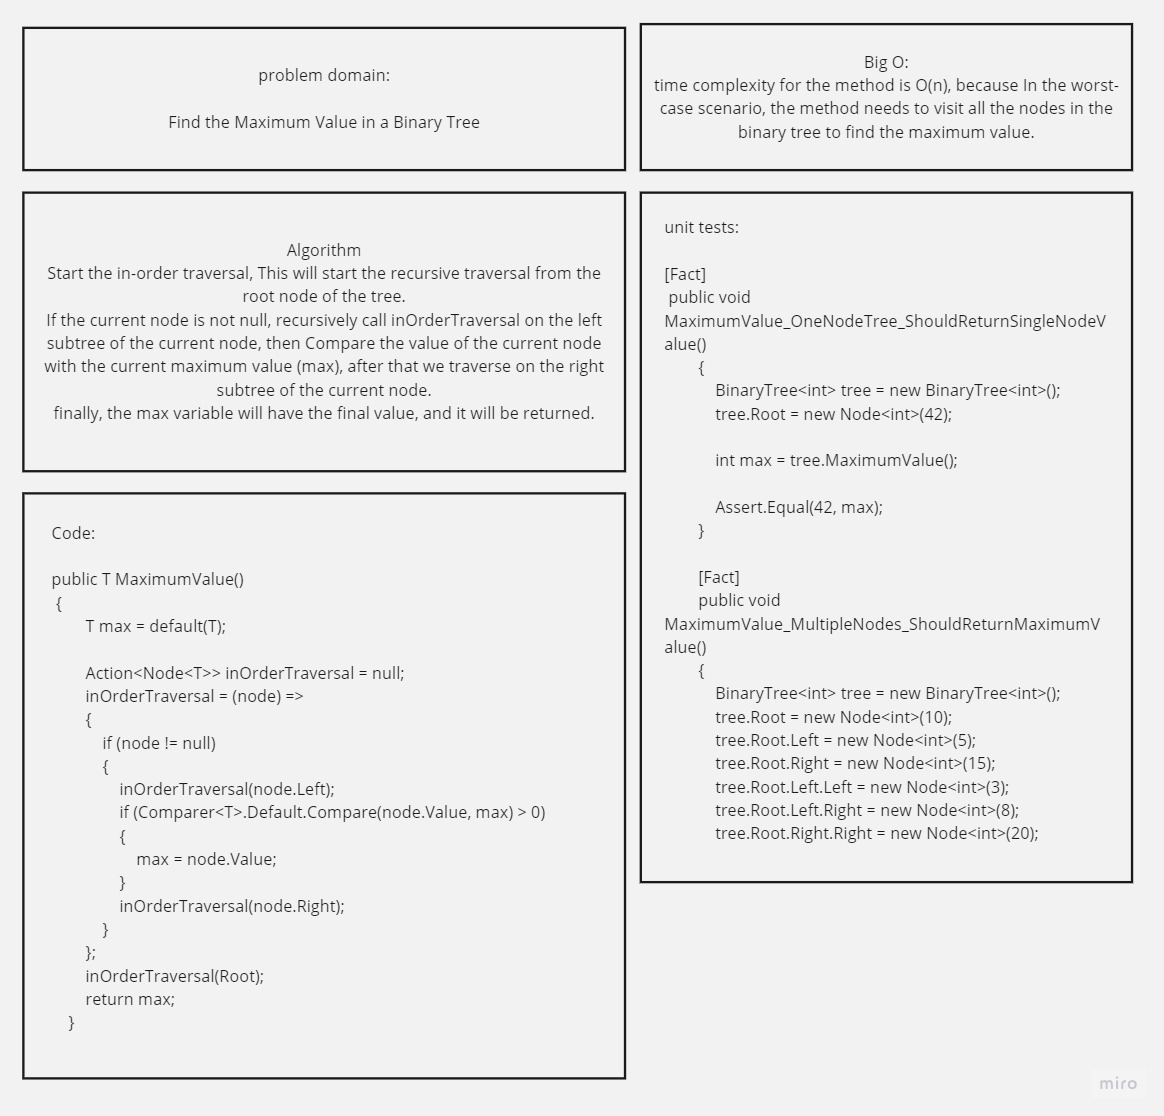 problem domain:
Find the Maximum Value in a Binary Tree
Big O:
time complexity for the method is O(n), because In the worst-
case scenario, the method needs to visit all the nodes in the
binary tree to find the maximum value.
Algorithm
Start the in-order traversal, This will start the recursive traversal from the
root node of the tree.
If the current node is not null, recursively call inOrderTraversal on the left
subtree of the current node, then Compare the value of the current node
with the current maximum value (max), after that we traverse on the right
subtree of the current node.
finally, the max variable will have the final value, and it will be returned.
Code:
public T MaximumValue()
{
T max = default(T);
Action<Node<T>> inOrderTraversal = null;
inOrderTraversal = (node) =>
{
if (node != null)
{
inOrderTraversal(node.Left);
if (Comparer<T>.Default.Compare(node.Value, max) > 0)
{
max = node.Value;
}
inOrderTraversal(node.Right);
}
};
inOrderTraversal(Root);
return max;
}
unit tests:
[Fact]
public void
MaximumValue_OneNodeTree_ShouldReturnSingleNodeV
alue()
{
BinaryTree<int> tree = new BinaryTree<int>();
tree.Root = new Node<int>(42);
int max = tree.MaximumValue();
Assert.Equal(42, max);
}
[Fact]
public void
MaximumValue_MultipleNodes_ShouldReturnMaximumV
alue()
{
BinaryTree<int> tree = new BinaryTree<int>();
tree.Root = new Node<int>(10);
tree.Root.Left = new Node<int>(5);
tree.Root.Right = new Node<int>(15);
tree.Root.Left.Left = new Node<int>(3);
tree.Root.Left.Right = new Node<int>(8);
tree.Root.Right.Right = new Node<int>(20);
miro